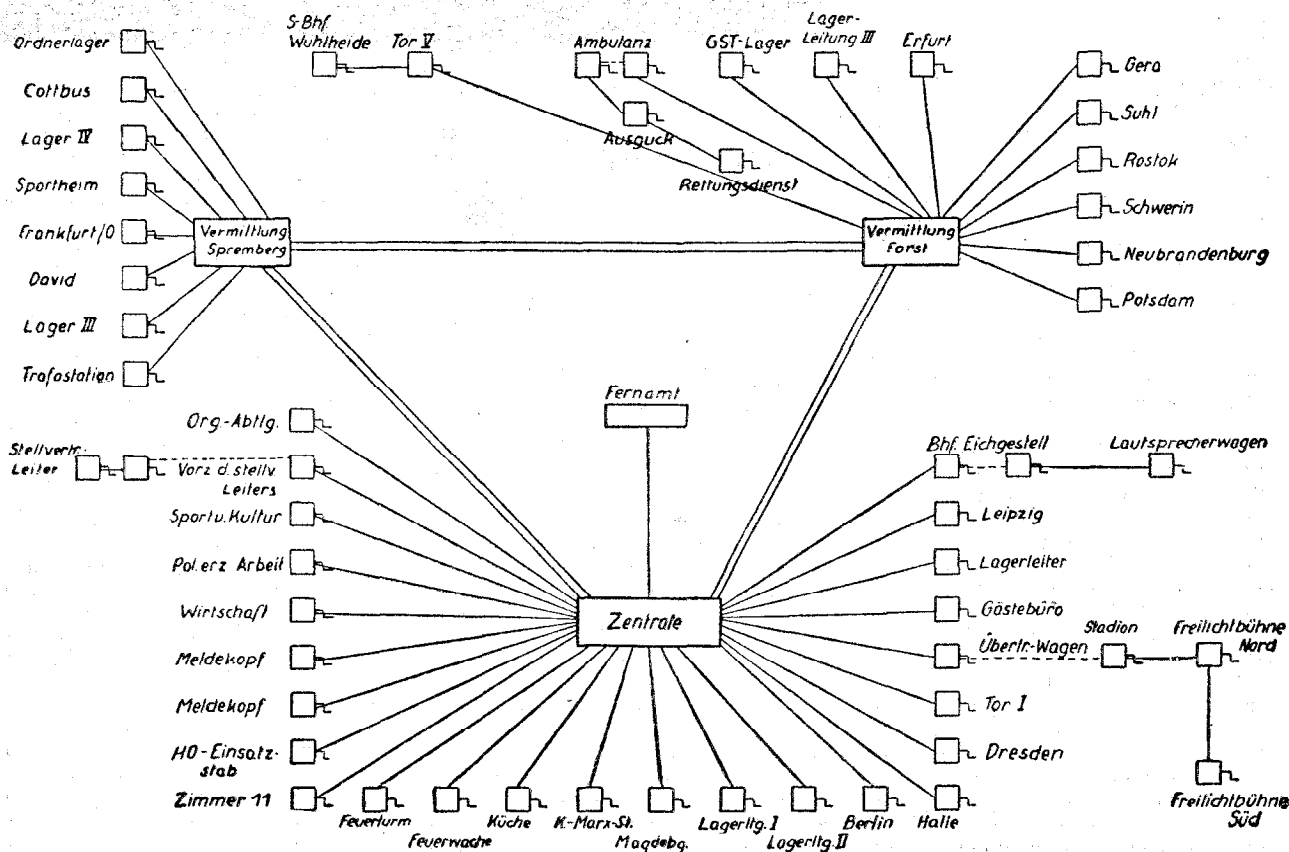 Ordnerlager
Cottbus
Lager IV
Sportheim
Frankfurt/O
David
Lager III
Trafostation
S-Bhf.
Wuhlheide
Tor V
Ambulanz
Ausguck
Rettungsdienst
GST-Lager
Lager-
Leitung III
Erfurt
Gera
Suhl
Rostok
Schwerin
Neubrandenburg
Potsdam
Vermittlung
Spremberg
Vermittlung
Forst
Fernamt
Org.-Abtlg.
Stellvertr.-
Leiter
Vorz d. stellv.
Leiters
Sportu. Kultur
Pol. erz Arbeit
Wirtschaft
Meldekopf
Meldekopf
HO-Einsatz-
stab
Zimmer 11
Zentrale
Bhf. Eichgestell
Lautsprecherwagen
Leipzig
Lagerleiter
Gästebüro
Übertr.-Wagen
Stadion
Freilichtbühne
Nord
Tor I
Dresden
Freilichtbühne
Süd
Feuerturm
Feuerwache
Küche
K.-Marx-St.
Magdebg.
Lagerltg. I
Lagerltg. II
Berlin
Halle